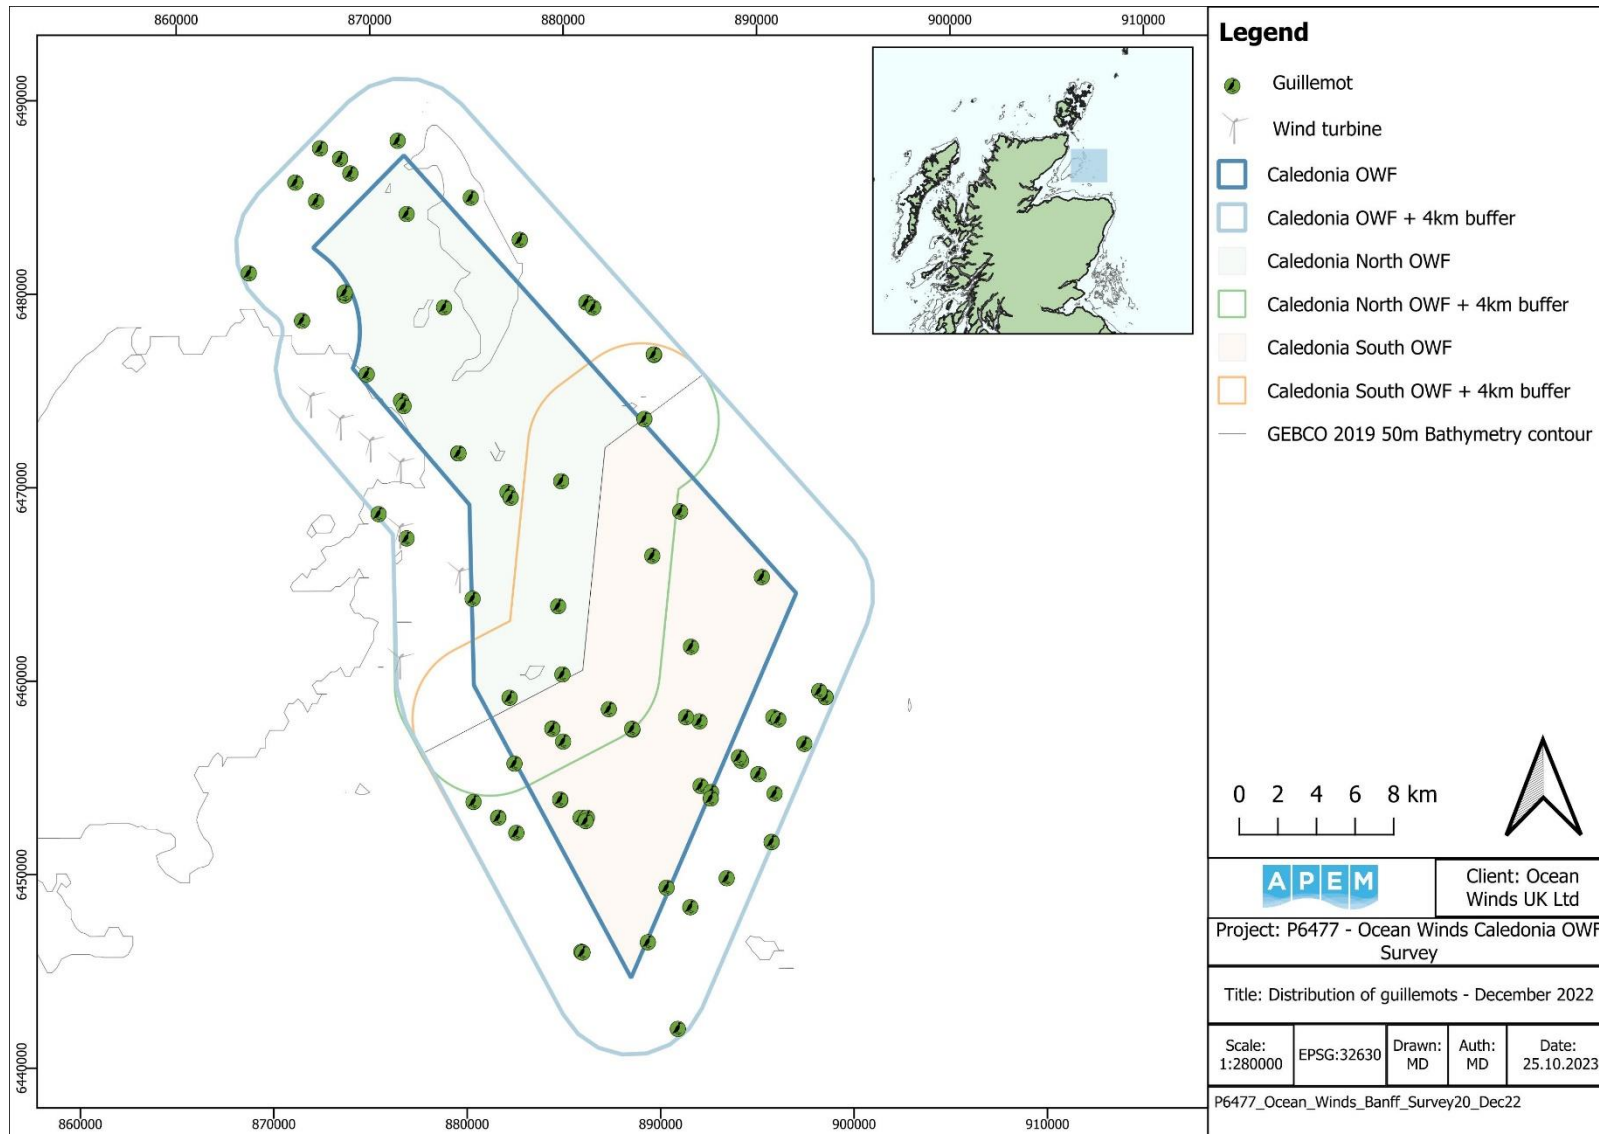 860000 870000 880000 890000 900000 910000
6490000
6480000
6470000
6460000
6450000
6440000
860000 870000 880000 890000 900000 910000
Legend
Guillemot
Wind turbine
Caledonia OWF
Caledonia OWF + 4km buffer
Caledonia North OWF
Caledonia North OWF + 4km buffer
Caledonia South OWF
Caledonia South OWF + 4km buffer
GEBCO 2019 50m Bathymetry contour
0 2 4 6 8 km
APEM
Client: Ocean
Winds UK Ltd
Project: P6477 - Ocean Winds Caledonia OWF
Survey
Title: Distribution of guillemots - December 2022
Scale:
1:280000
EPSG:32630
Drawn:
MD
Auth:
MD
Date:
25.10.2023
P6477_Ocean_Winds_Banff_Survey20_Dec22